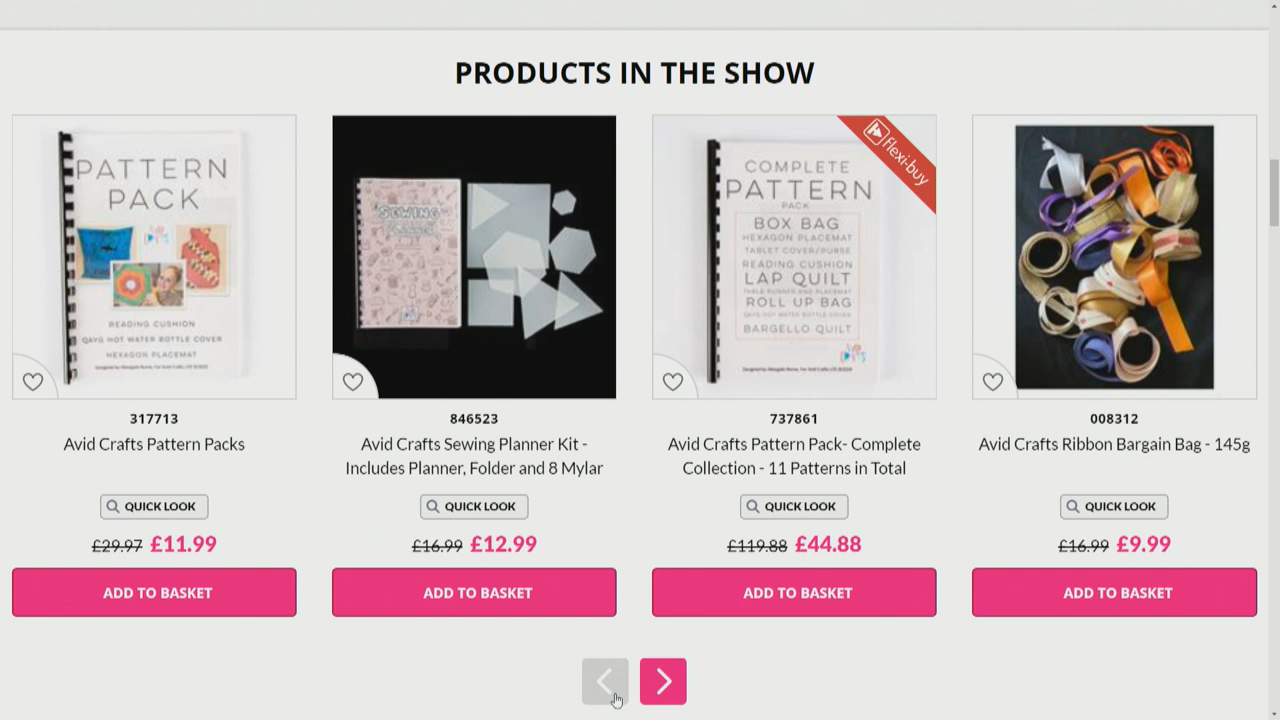 PRODUCTS IN THE SHOW
PATTERN
PACK
READING CUSHION
QAYG HOT WATER BOTTLE COVER
HEXAGON PLACEMAT
SEWING
PLANNER
flexi-buy
COMPLETE
PATTERN
PACK
BOX BAG
HEXAGON PLACEMAT
TABLET COVER/PURSE
READING CUSHION
LAP QUILT
TABLE RUNNER AND PLACEMAT
ROLL UP BAG
QAYG HOT WATER BOTTLE COVER
BARGELLO QUILT
317713
Avid Crafts Pattern Packs
QUICK LOOK
£29.97 £11.99
ADD TO BASKET
846523
Avid Crafts Sewing Planner Kit -
Includes Planner, Folder and 8 Mylar
QUICK LOOK
£16.99 £12.99
ADD TO BASKET
737861
Avid Crafts Pattern Pack- Complete
Collection - 11 Patterns in Total
QUICK LOOK
£119.88 £44.88
ADD TO BASKET
008312
Avid Crafts Ribbon Bargain Bag - 145g
QUICK LOOK
£16.99 £9.99
ADD TO BASKET